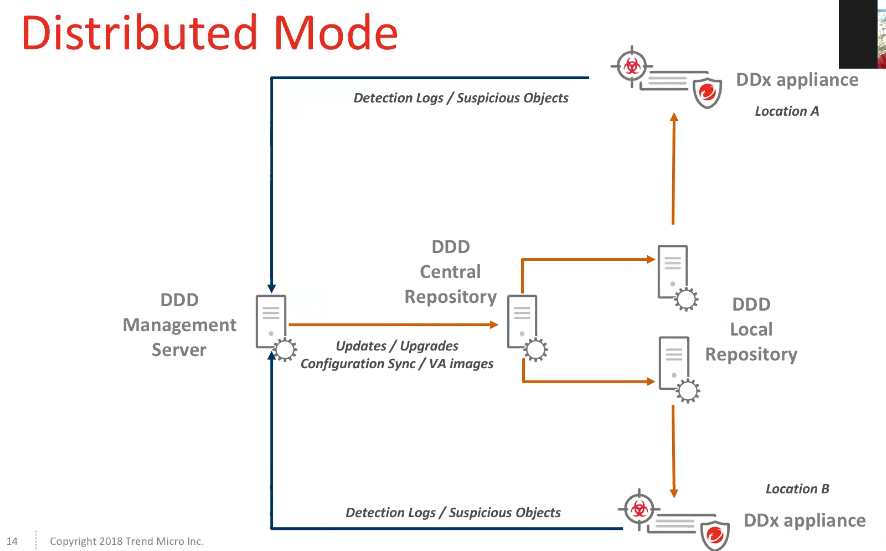 Distributed Mode
DDx appliance
Detection Logs / Suspicious Objects
Location A
DDD
Central
Repository
DDD
Management
Server
DDD
Local
Repository
Updates / Upgrades
Configuration Sync / VA images
Location B
Detection Logs / Suspicious Objects
DDx appliance
14
Copyright 2018 Trend Micro Inc.